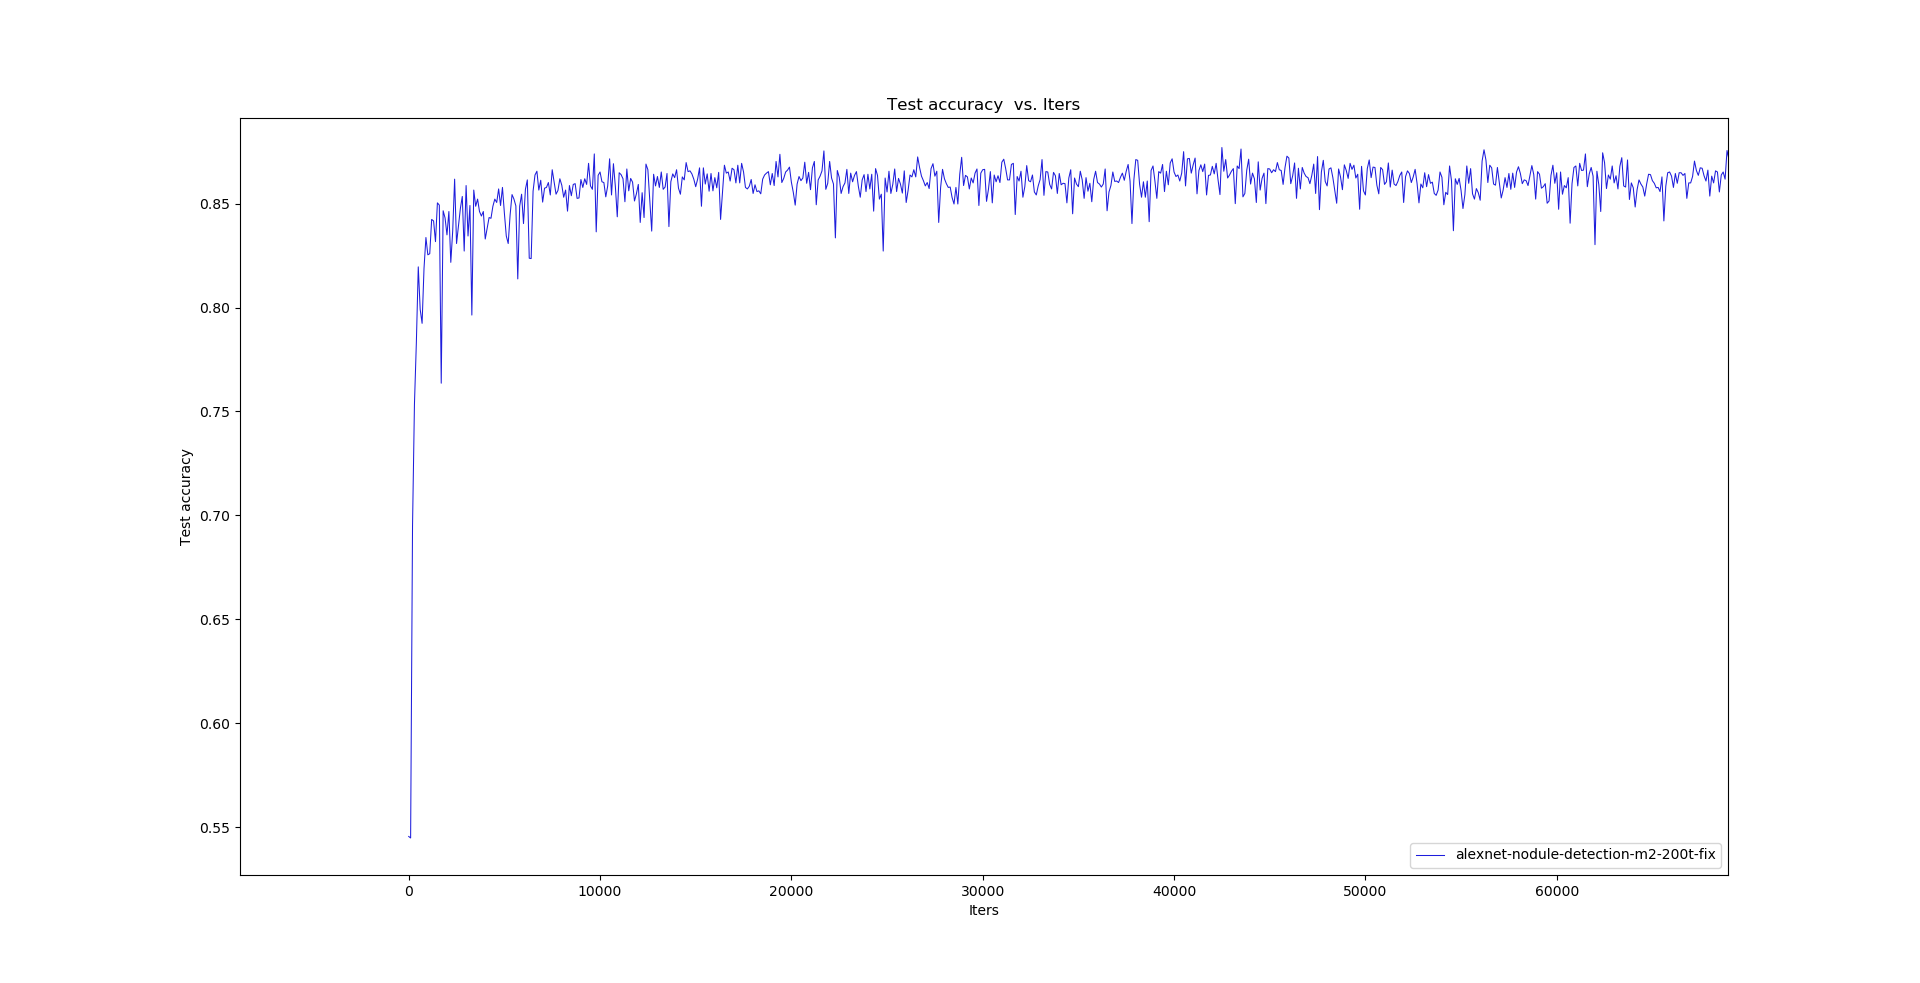 Test accuracy  vs. Iters
0.85
0.80
0.75
0.70
0.65
0.60
0.55
Test accuracy
alexnet-nodule-detection-m2-200t-fix
0 10000 20000 30000 40000 50000 60000
Iters